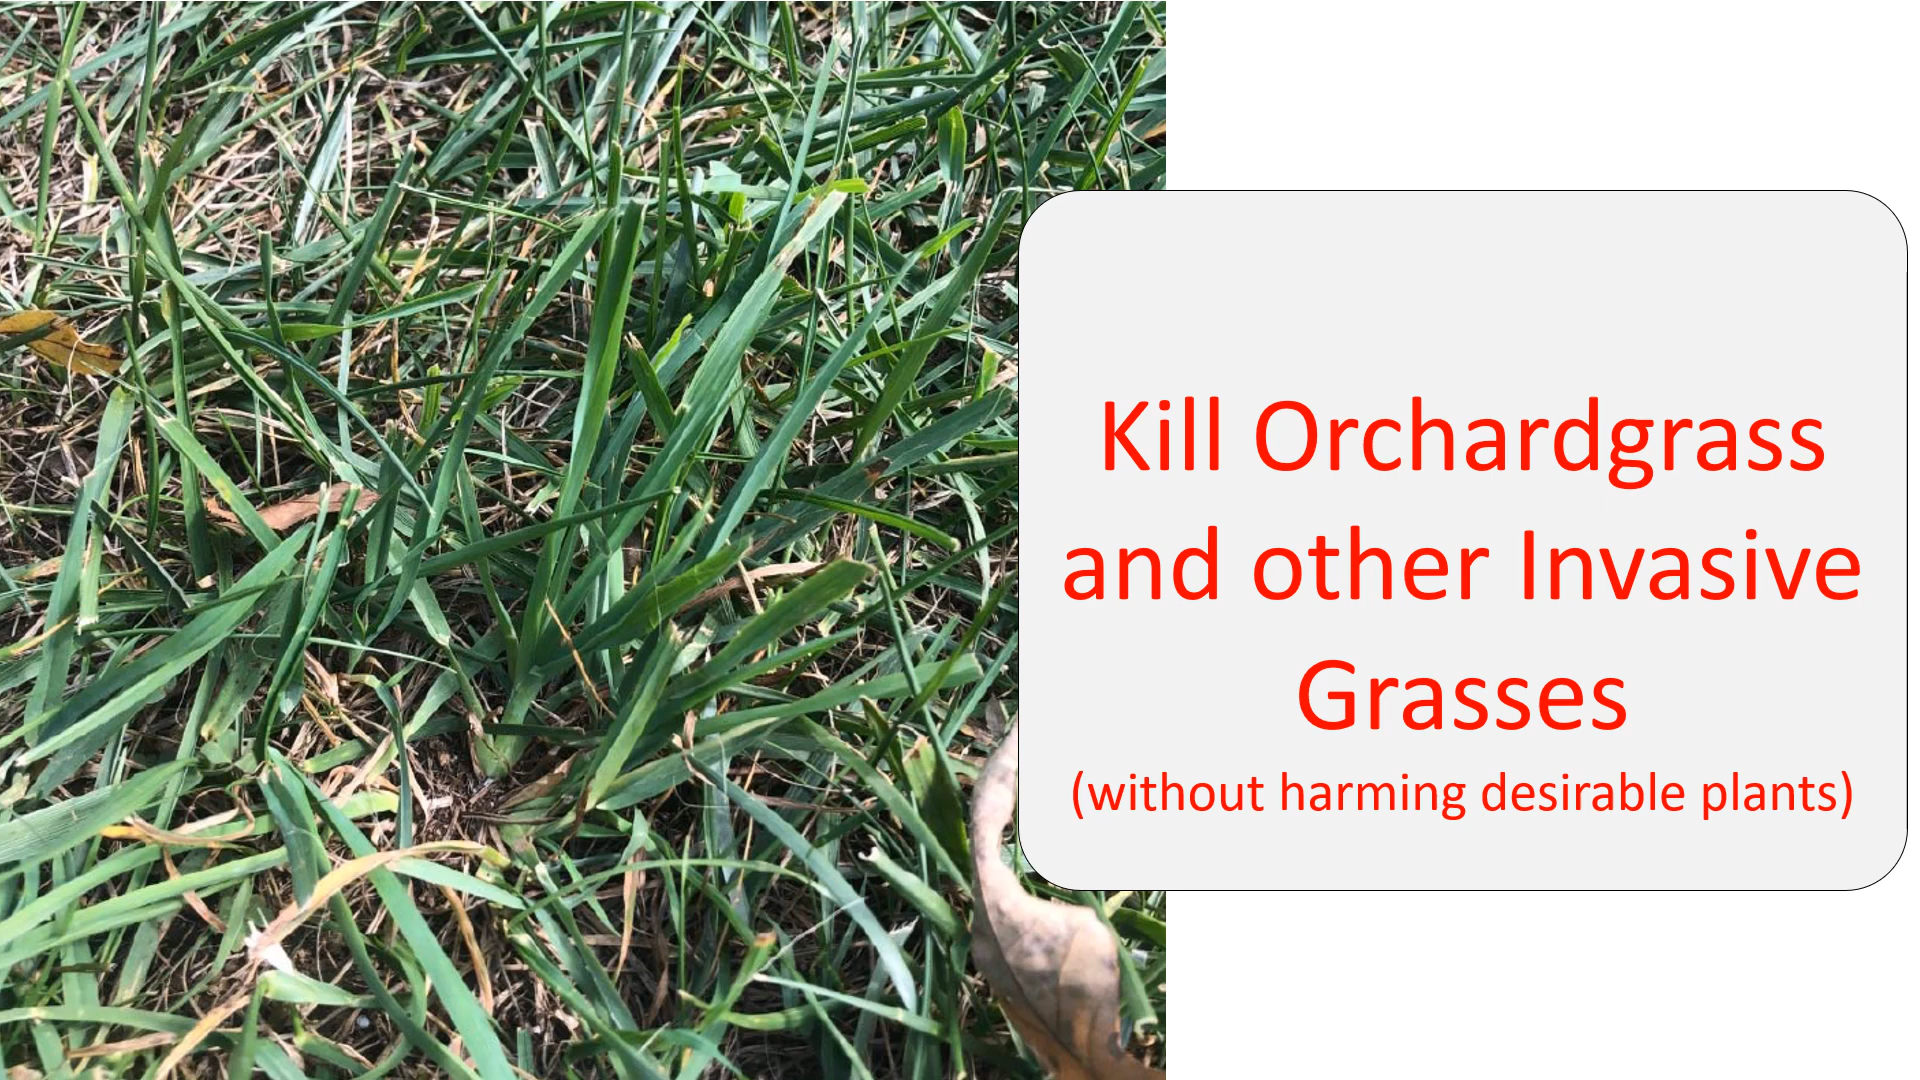 Kill Orchardgrass
and other Invasive
Grasses
(without harming desirable plants)